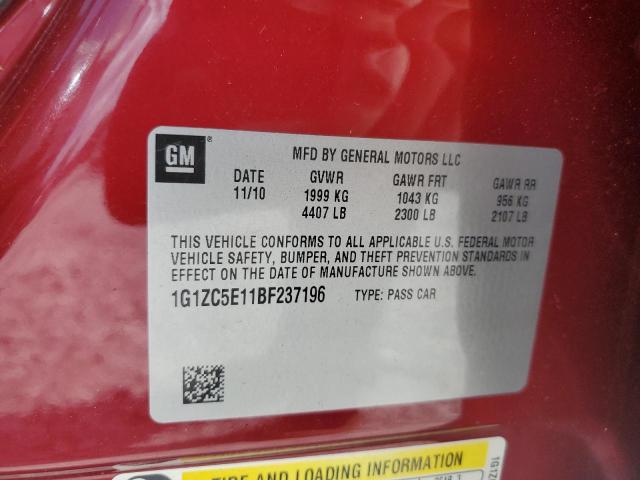 GM
MFD BY GENERAL MOTORS LLC
DATE GVWR GAWR FRT GAWR RR
11/10 1999 KG 1043 KG 956 KG
4407 LB 2300 LB 2107 LB
THIS VEHICLE CONFORMS TO ALL APPLICABLE U.S. FEDERAL MOTOR
VEHICLE SAFETY, BUMPER, AND THEFT PREVENTION STANDARDS IN
EFFECT ON THE DATE OF MANUFACTURE SHOWN ABOVE.
1G1ZC5E11BF237196 TYPE: PASS CAR
TIRE AND LOADING INFORMATION